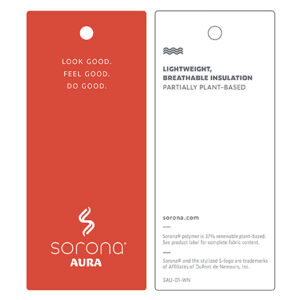 LOOK GOOD.
FEEL GOOD.
DO GOOD.
sorona®
AURA
LIGHTWEIGHT,
BREATHABLE INSULATION
PARTIALLY PLANT-BASED
sorona.com
Sorona® polymer is 37% renewable plant-based.
See product label for complete fabric content.
Sorona® and the stylized S-logo are trademarks
of Affiliates of DuPont de Nemours, Inc.
SAU-01-WN